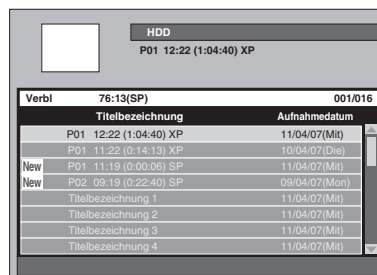 HDD
P01 12:22 (1:04:40) XP
Verbl 76:13(SP) 001/016
Titelbezeichnung Aufnahmedatum
P01 12:22 (1:04:40) XP 11/04/07(Mit)
P01 11:22 (0:14:13) XP 10/04/07(Die)
New P01 11:19 (0:00:06) SP 11/04/07(Mit)
New P02 09:19 (0:22:40) SP 09/04/07(Mon)
Titelbezeichnung 1 11/04/07(Mit)
Titelbezeichnung 2 11/04/07(Mit)
Titelbezeichnung 3 11/04/07(Mit)
Titelbezeichnung 4 11/04/07(Mit)